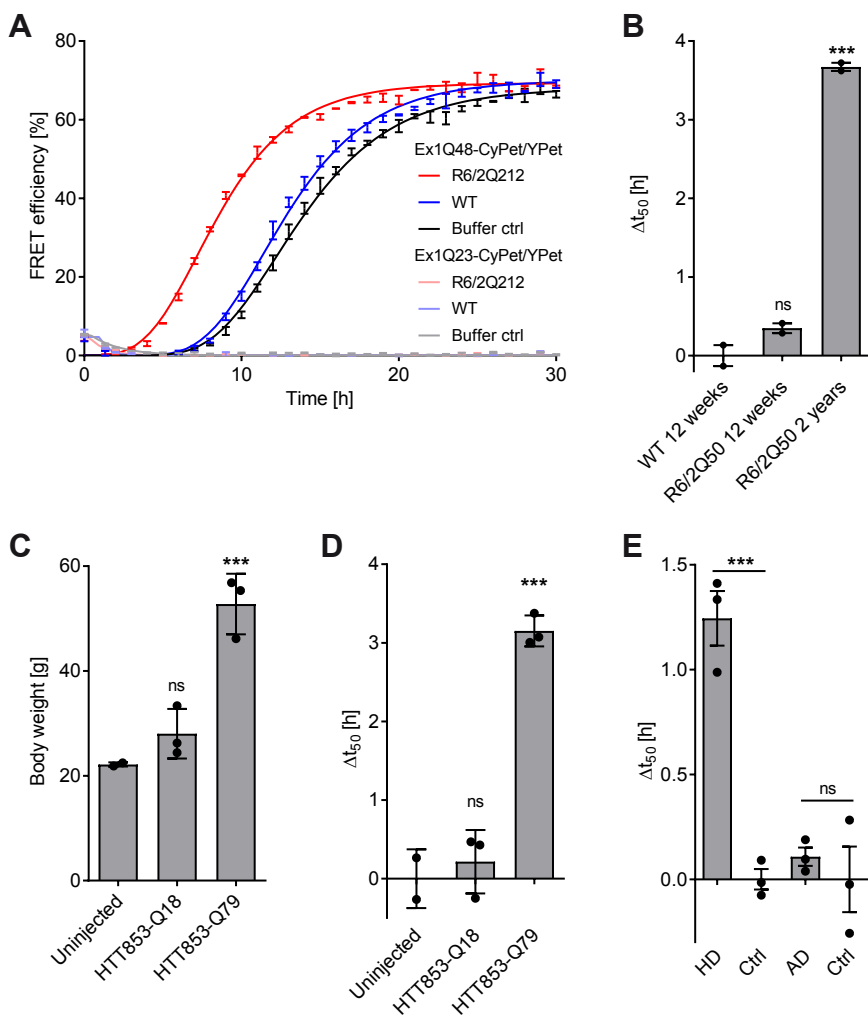 A
FRET efficiency [%]
80
60
40
20
0
0
10
20
30
Time [h]
Ex1Q48-CyPet/YPet
R6/2Q212
WT
Buffer ctrl
Ex1Q23-CyPet/YPet
R6/2Q212
WT
Buffer ctrl
B
Δt50 [h]
4
3
2
1
0
ns
***
WT 12 weeks
R6/2Q50 12 weeks
R6/2Q50 2 years
C
Body weight [g]
60
40
20
0
ns
***
Uninjected
HTT853-Q18
HTT853-Q79
D
Δt50 [h]
4
3
2
1
0
ns
***
Uninjected
HTT853-Q18
HTT853-Q79
E
Δt50 [h]
1.5
1.0
0.5
0.0
***
ns
HD
Ctrl
AD
Ctrl